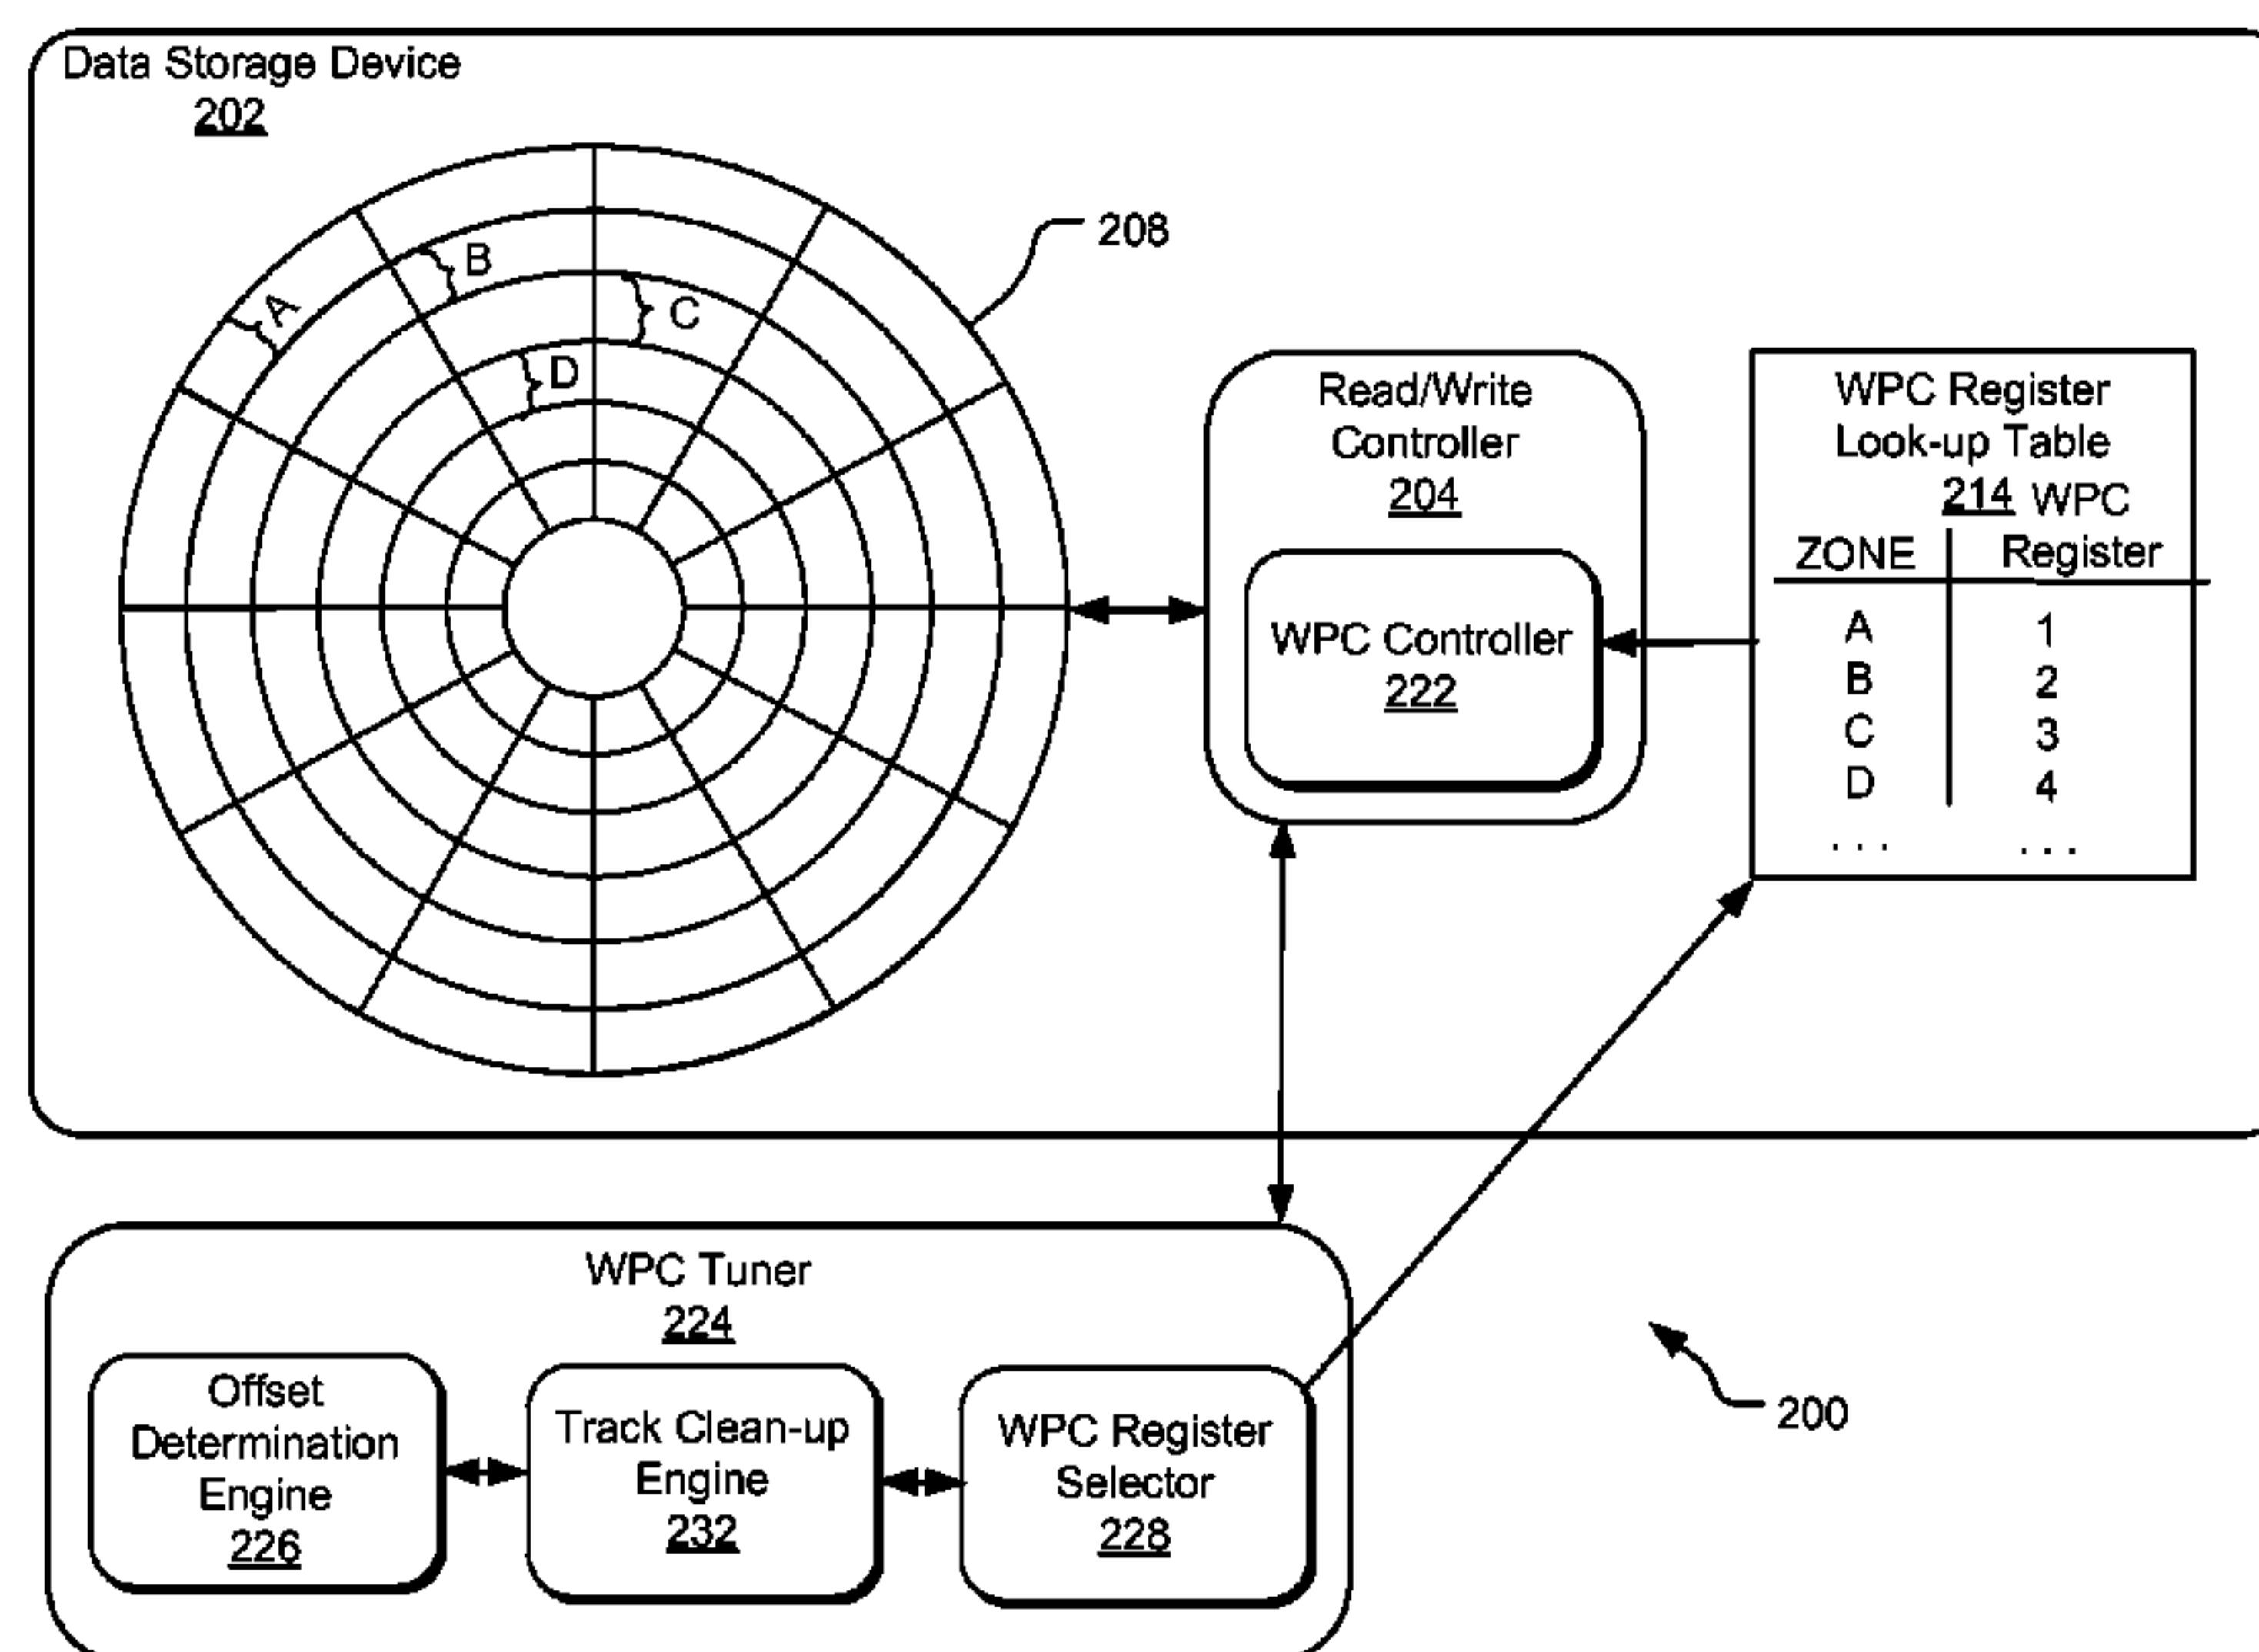 Data Storage Device
202
A
B
C
D
208
Read/Write
Controller
204
WPC Controller
222
WPC Register
Look-up Table
214 WPC
ZONE Register
A 1
B 2
C 3
D 4
... ...
WPC Tuner
224
Offset
Determination
Engine
226
Track Clean-up
Engine
232
WPC Register
Selector
228
200